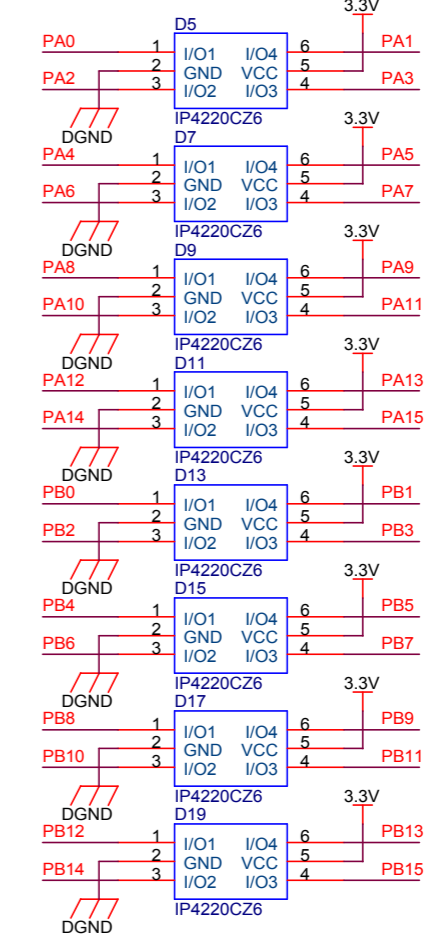 3.3V
D5
PA0 1 I/O1 I/O4 6 PA1
2 GND VCC 5
PA2 3 I/O2 I/O3 4 PA3
IP4220CZ6
DGND
3.3V
D7
PA4 1 I/O1 I/O4 6 PA5
2 GND VCC 5
PA6 3 I/O2 I/O3 4 PA7
IP4220CZ6
DGND
3.3V
D9
PA8 1 I/O1 I/O4 6 PA9
2 GND VCC 5
PA10 3 I/O2 I/O3 4 PA11
IP4220CZ6
DGND
3.3V
D11
PA12 1 I/O1 I/O4 6 PA13
2 GND VCC 5
PA14 3 I/O2 I/O3 4 PA15
IP4220CZ6
DGND
3.3V
D13
PB0 1 I/O1 I/O4 6 PB1
2 GND VCC 5
PB2 3 I/O2 I/O3 4 PB3
IP4220CZ6
DGND
3.3V
D15
PB4 1 I/O1 I/O4 6 PB5
2 GND VCC 5
PB6 3 I/O2 I/O3 4 PB7
IP4220CZ6
DGND
3.3V
D17
PB8 1 I/O1 I/O4 6 PB9
2 GND VCC 5
PB10 3 I/O2 I/O3 4 PB11
IP4220CZ6
DGND
3.3V
D19
PB12 1 I/O1 I/O4 6 PB13
2 GND VCC 5
PB14 3 I/O2 I/O3 4 PB15
IP4220CZ6
DGND